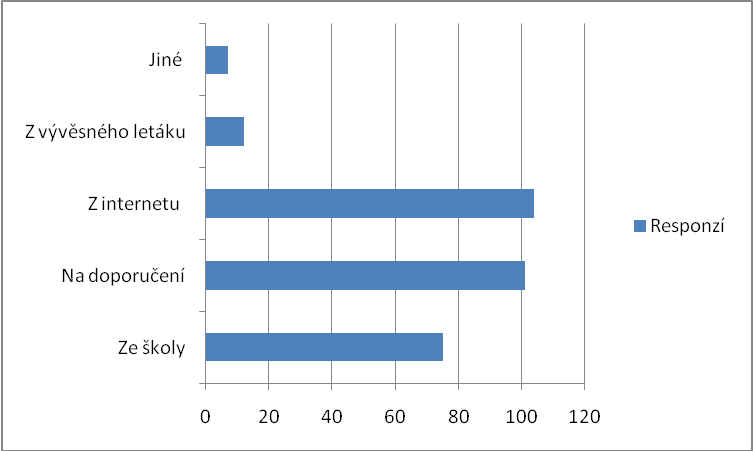 Jiné
Z vývěsného letáku
Z internetu
Na doporučení
Ze školy
0 20 40 60 80 100 120
Responzí